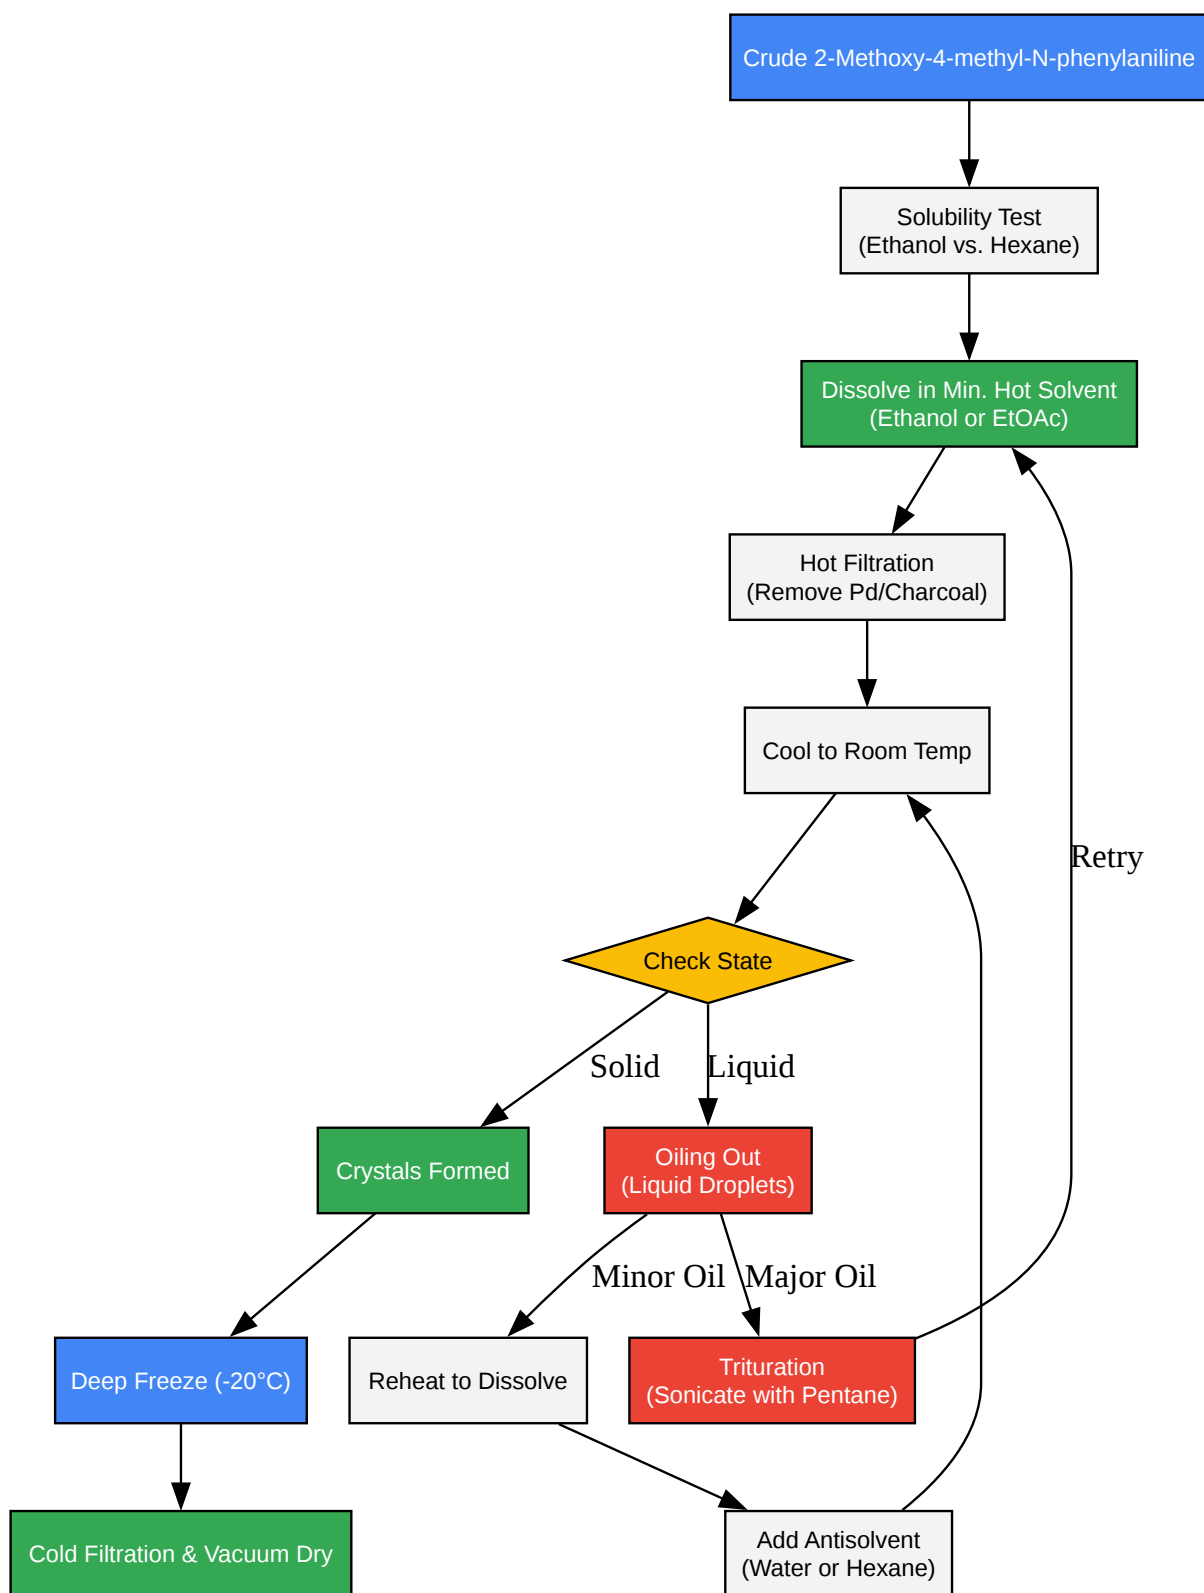 Crude 2-Methoxy-4-methyl-N-phenylaniline
Solubility Test
(Ethanol vs. Hexane)
Dissolve in Min. Hot Solvent
(Ethanol or EtOAc)
Hot Filtration
(Remove Pd/Charcoal)
Cool to Room Temp
Retry
Check State
Solid
Liquid
Crystals Formed
Oiling Out
(Liquid Droplets)
Minor Oil
Major Oil
Deep Freeze (-20°C)
Reheat to Dissolve
Trituration
(Sonicate with Pentane)
Cold Filtration & Vacuum Dry
Add Antisolvent
(Water or Hexane)